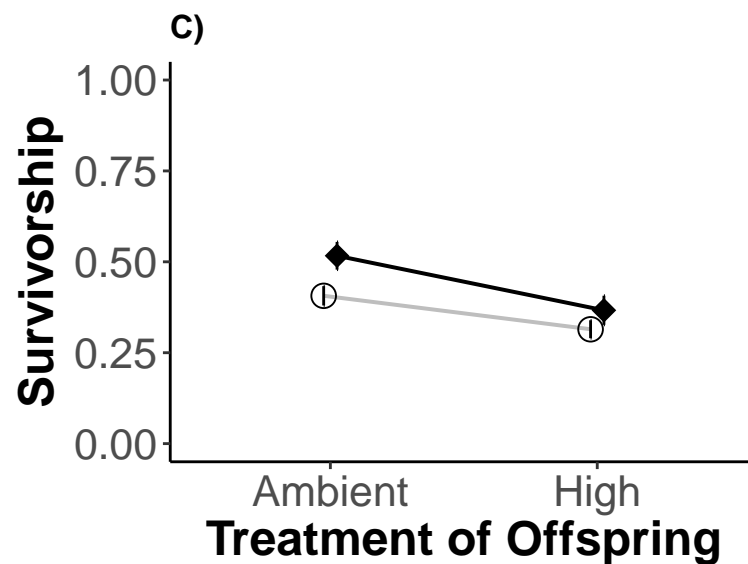 C)
Survivorship
1.00
0.75
0.50
0.25
0.00
Ambient High
Treatment of Offspring